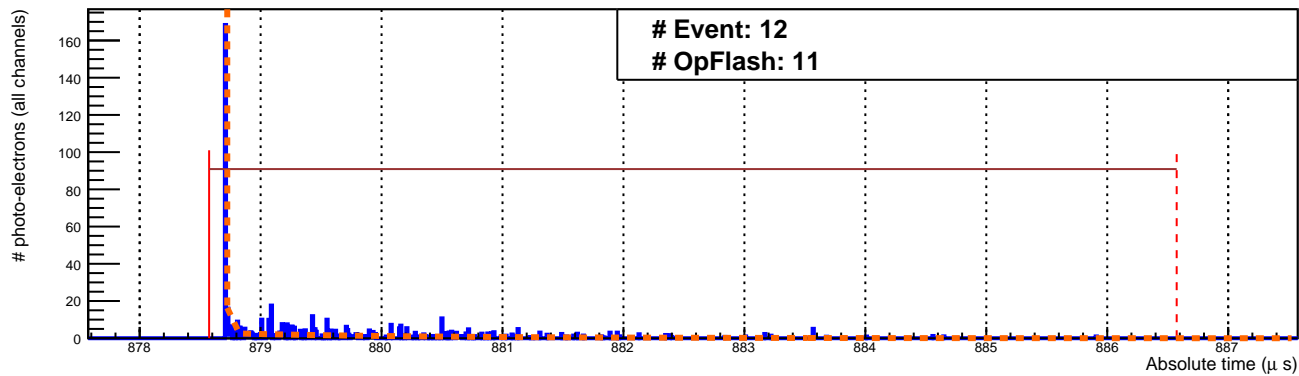 # Event: 12
# OpFlash: 11
# photo-electrons (all channels)
160
140
120
100
80
60
40
20
0
878 879 880 881 882 883 884 885 886 887
Absolute time (μ s)